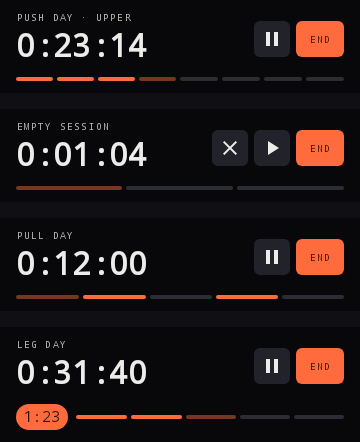 PUSH DAY · UPPER
0:23:14
END
EMPTY SESSION
0:01:04
END
PULL DAY
0:12:00
END
LEG DAY
0:31:40
END
1:23